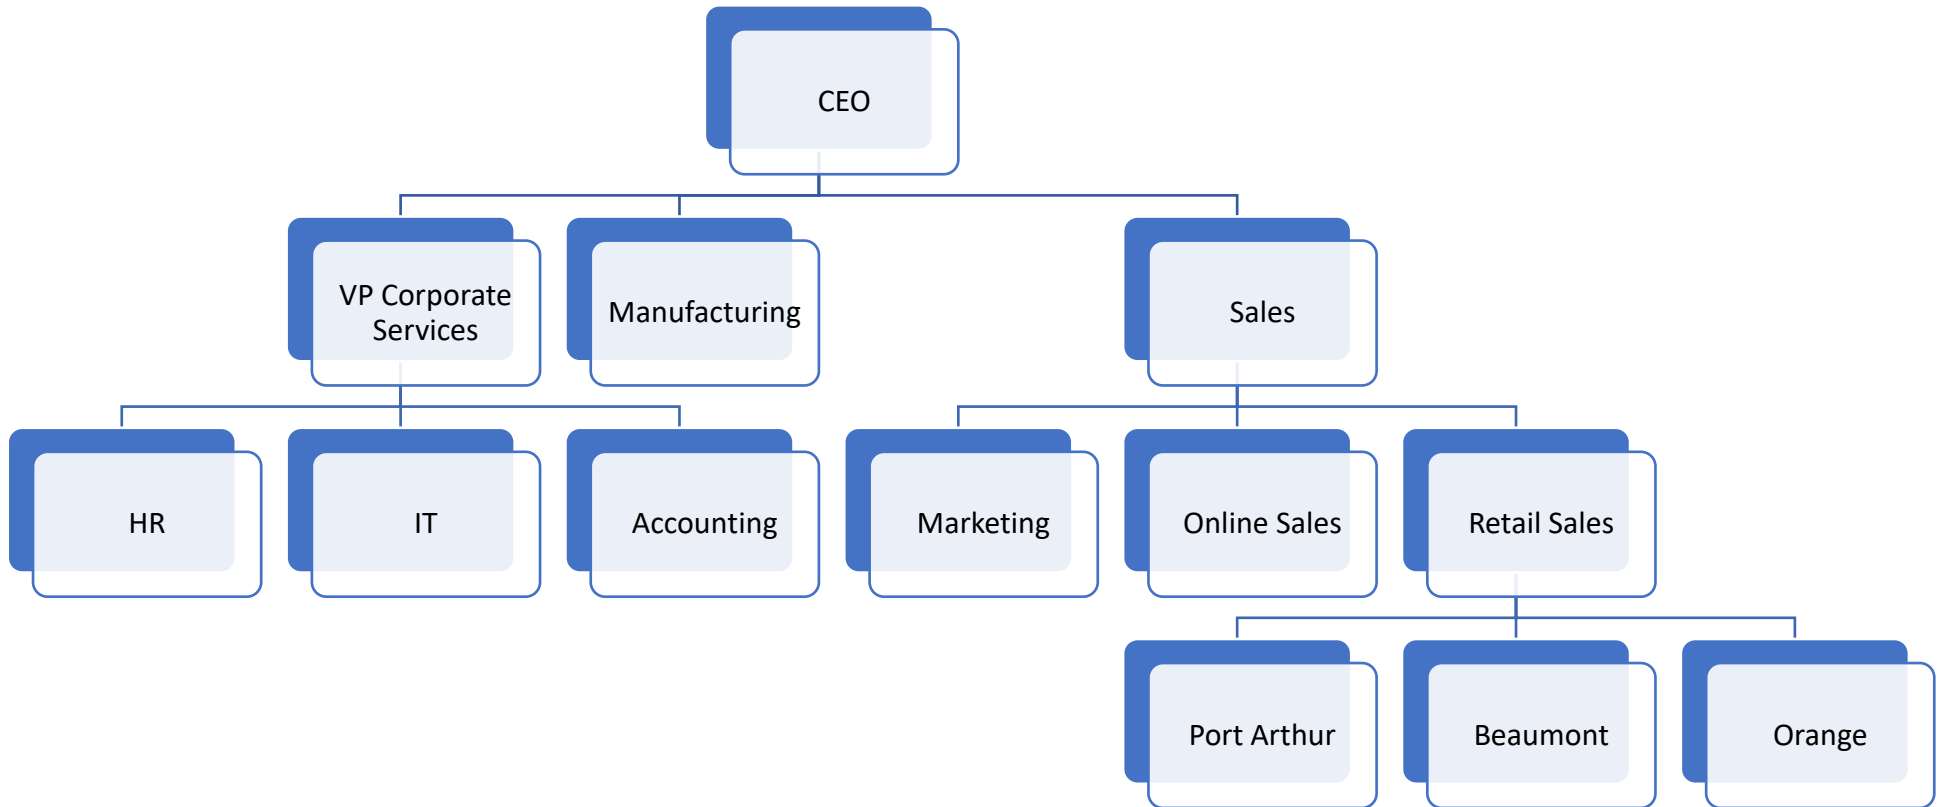 CEO
VP Corporate
Services
Manufacturing
Sales
HR
IT
Accounting
Marketing
Online Sales
Retail Sales
Port Arthur
Beaumont
Orange